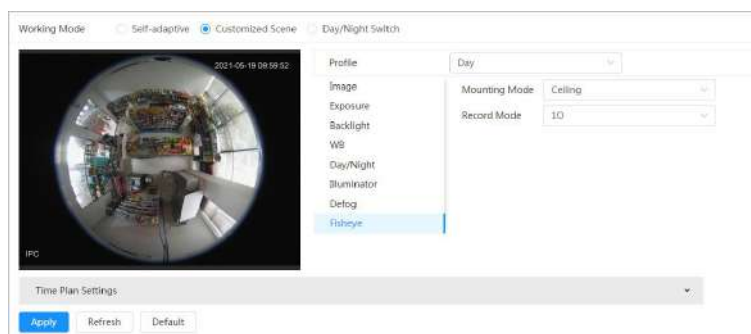 Working Mode Self-adaptive Customized Scene Day/Night Switch
2021-05-19 09:59:52
IPC
Profile Day
Image
Exposure
Backlight
WB
Day/Night
Illuminator
Defog
Fisheye
Mounting Mode Ceiling
Record Mode 1O
Time Plan Settings
Apply Refresh Default